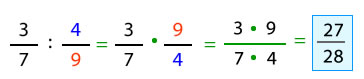 3/7 : 4/9 = 3/7 • 9/4 = 3 • 9 / 7 • 4 = 27/28